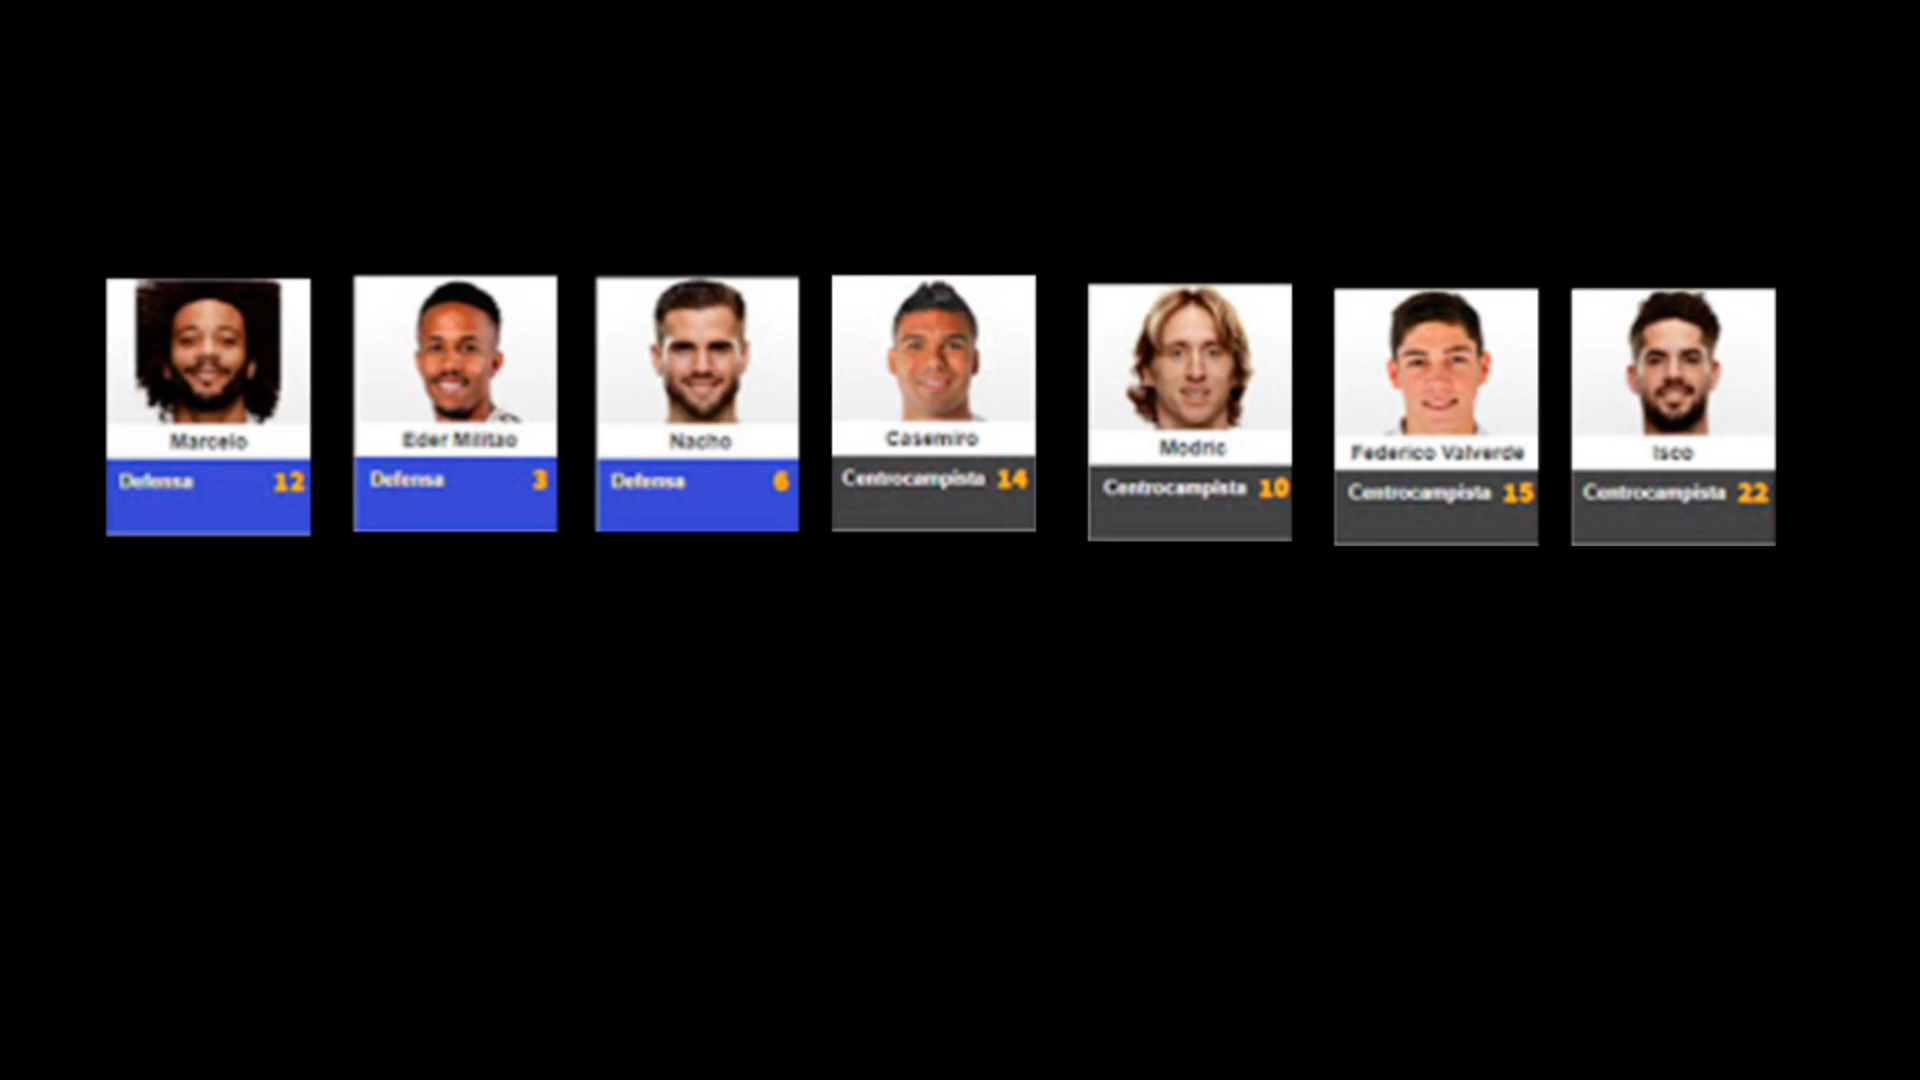 Marcelo
Defensa 12
Eder Militao
Defensa 3
Nacho
Defensa 6
Casemiro
Centrocampista 14
Modric
Centrocampista 10
Federico Valverde
Centrocampista 15
Isco
Centrocampista 22